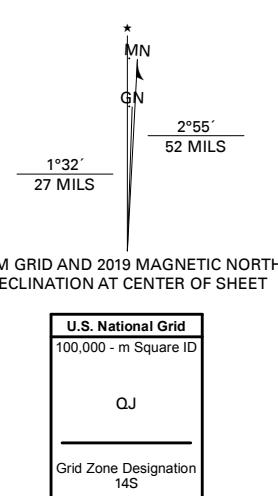 ★
MN
GN
2°55´
52 MILS
1°32´
27 MILS
M GRID AND 2019 MAGNETIC NORTH
ECLINATION AT CENTER OF SHEET
U.S. National Grid
100,000 - m Square ID
QJ
Grid Zone Designation
14S